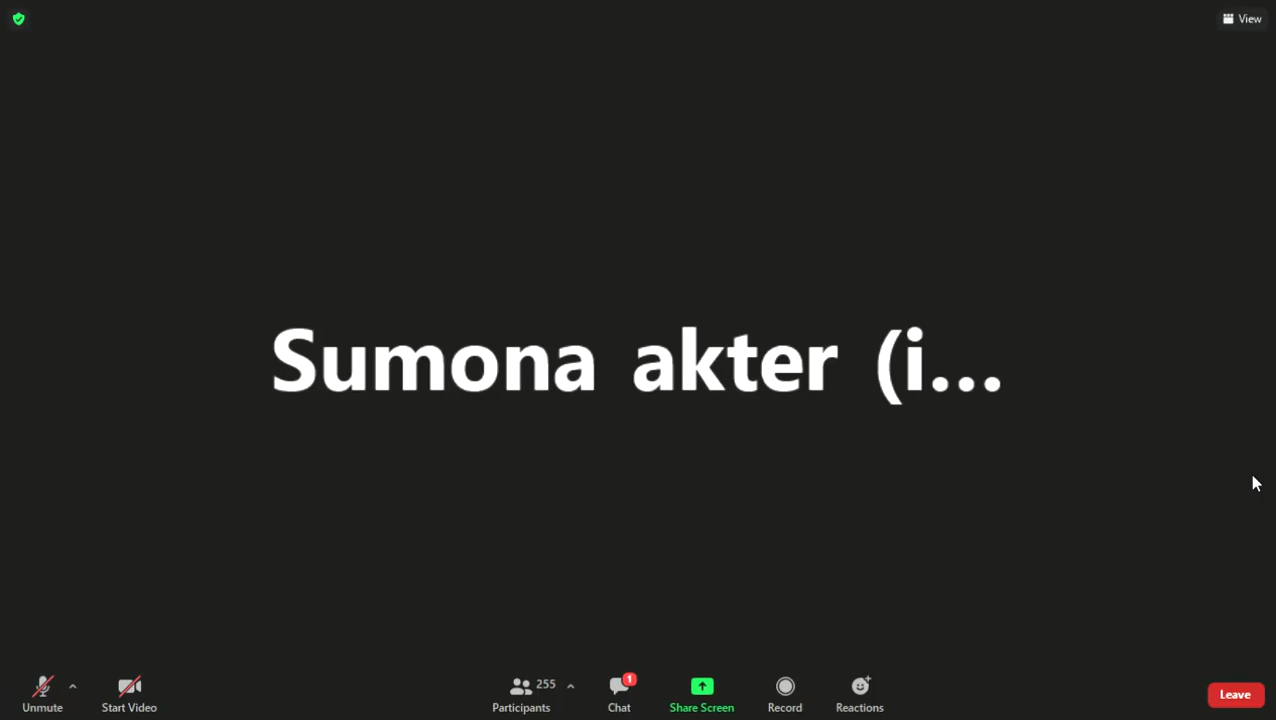 View
Sumona akter (i...
Unmute
Start Video
255
Participants
1
Chat
Share Screen
Record
Reactions
Leave